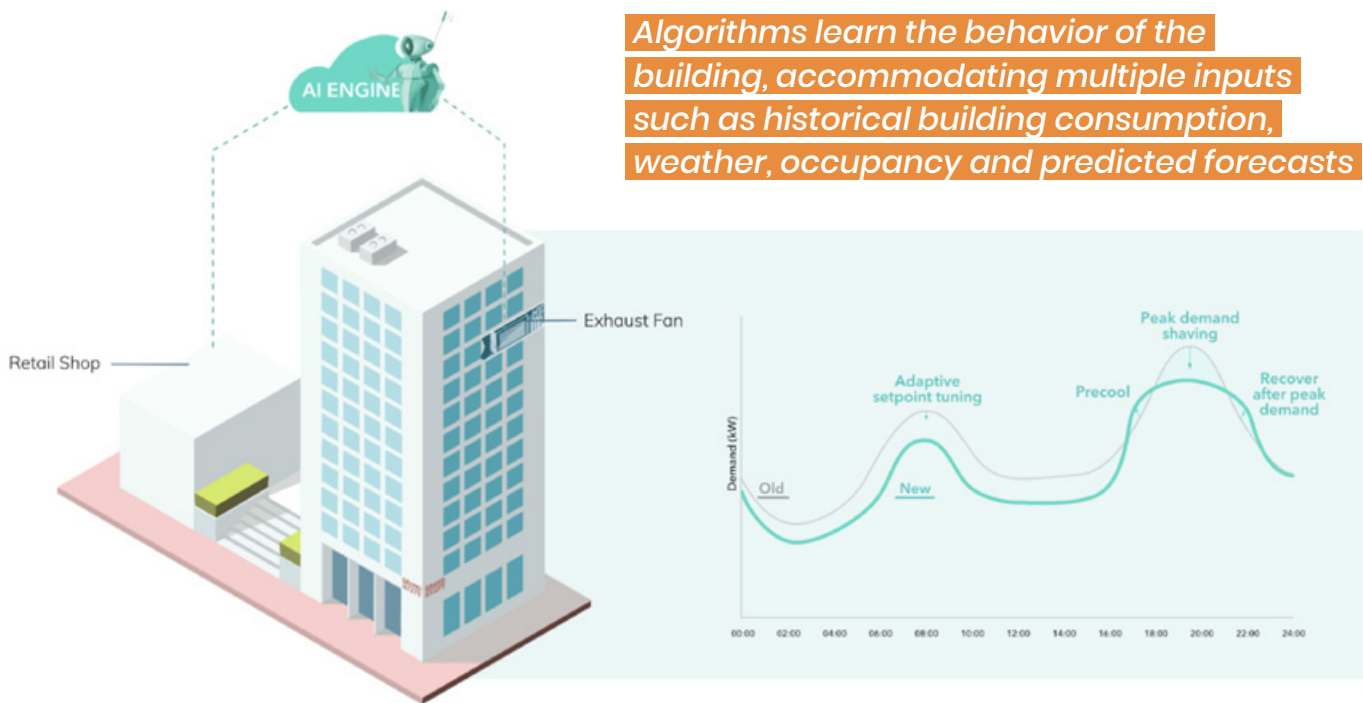 Algorithms learn the behavior of the
building, accommodating multiple inputs
such as historical building consumption,
weather, occupancy and predicted forecasts
AI ENGINE
Exhaust Fan
Retail Shop
Peak demand
shaving
Adaptive
setpoint tuning
Precool
Recover
after peak
demand
Demand (kW)
Old
New
00:00 02:00 04:00 06:00 08:00 10:00 12:00 14:00 16:00 18:00 20:00 22:00 24:00